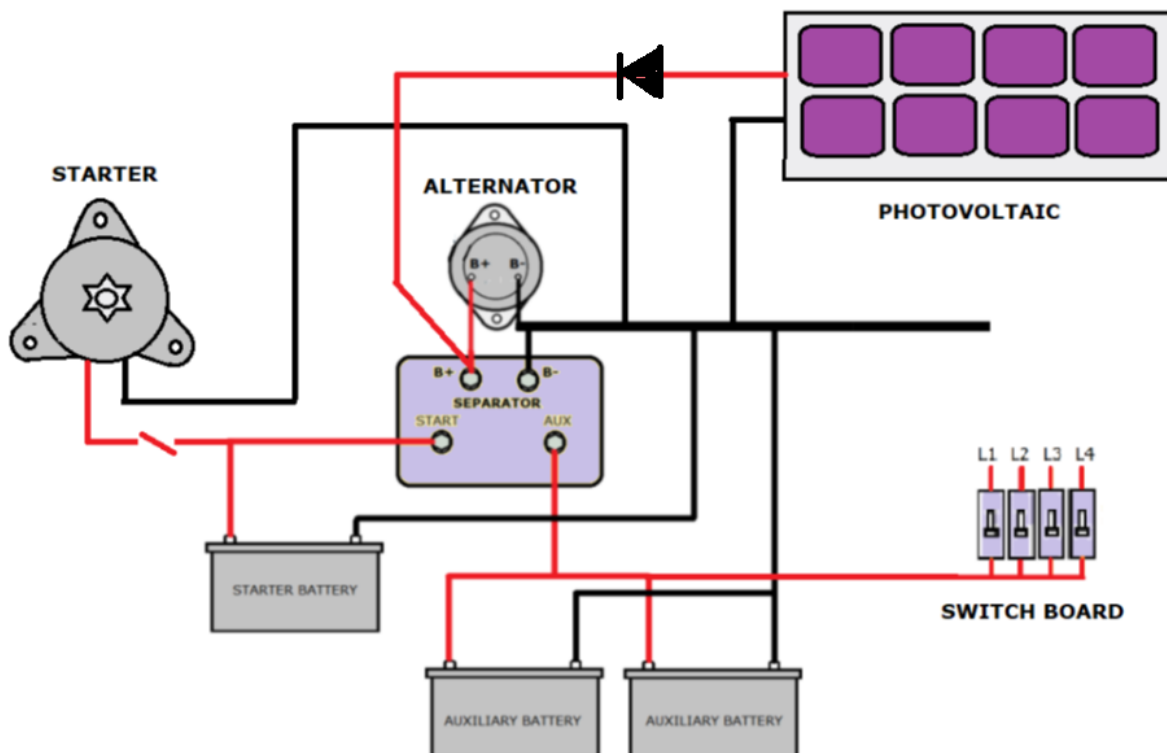 STARTER
ALTERNATOR
PHOTOVOLTAIC
B+ B-
B+ B-
SEPARATOR
START AUX
L1 L2 L3 L4
STARTER BATTERY
SWITCH BOARD
AUXILIARY BATTERY
AUXILIARY BATTERY